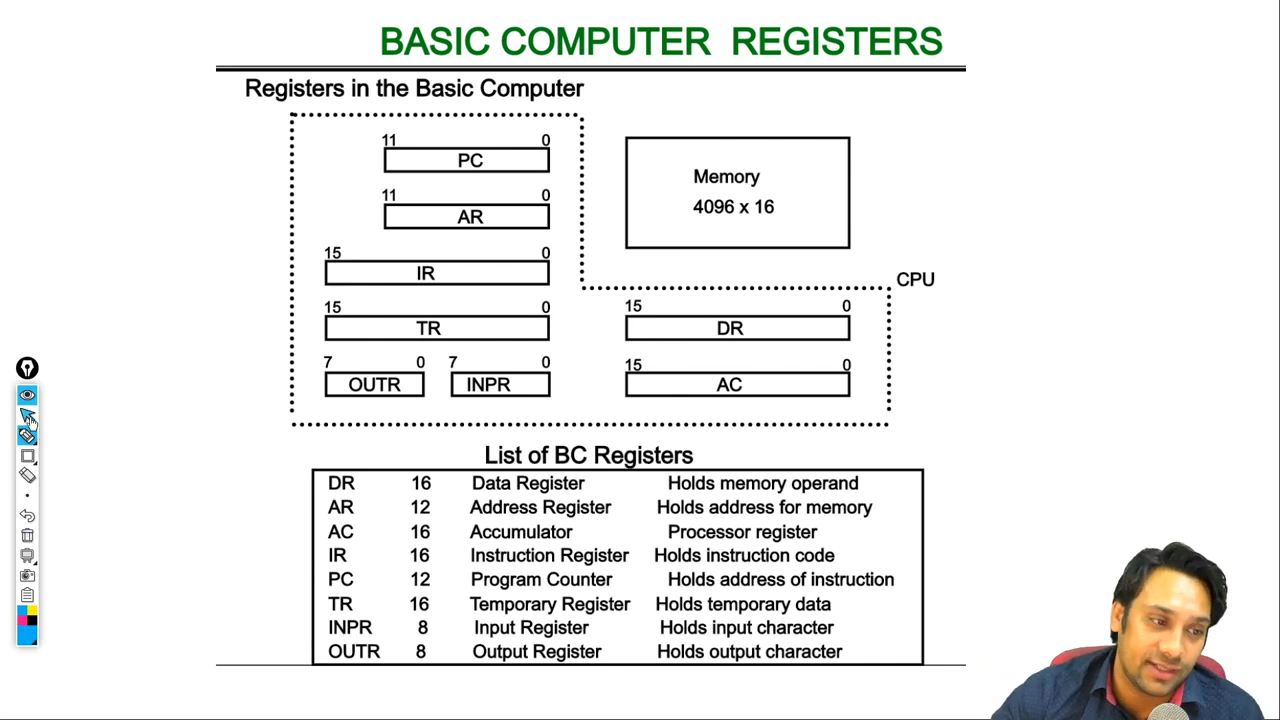 BASIC COMPUTER REGISTERS
Registers in the Basic Computer
11 0
PC
11 0
AR
15 0
IR
15 0
TR
7 0 7 0
OUTR INPR
Memory
4096 x 16
CPU
15 0
DR
15 0
AC
List of BC Registers
DR 16 Data Register Holds memory operand
AR 12 Address Register Holds address for memory
AC 16 Accumulator Processor register
IR 16 Instruction Register Holds instruction code
PC 12 Program Counter Holds address of instruction
TR 16 Temporary Register Holds temporary data
INPR 8 Input Register Holds input character
OUTR 8 Output Register Holds output character